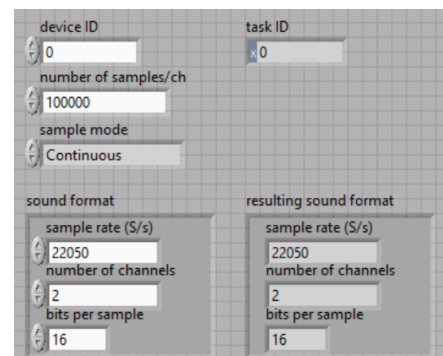 device ID
0
task ID
x 0
number of samples/ch
100000
sample mode
Continuous
sound format
sample rate (S/s)
22050
number of channels
2
bits per sample
16
resulting sound format
sample rate (S/s)
22050
number of channels
2
bits per sample
16